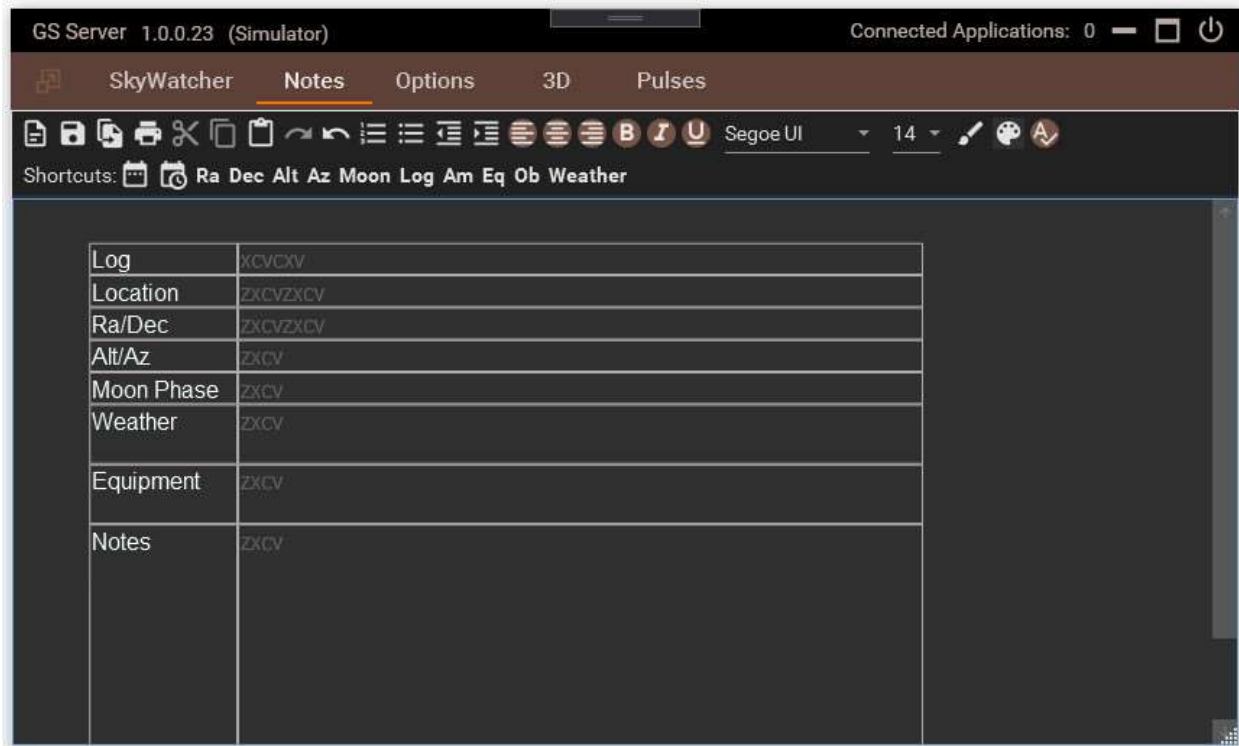 GS Server 1.0.0.23 (Simulator) Connected Applications: 0
SkyWatcher Notes Options 3D Pulses
B I U Segoe UI 14 A
Shortcuts: Ra Dec Alt Az Moon Log Am Eq Ob Weather
Log xcvcxv
Location zxcvzxcv
Ra/Dec zxcvzxcv
Alt/Az zxcv
Moon Phase zxcv
Weather zxcv
Equipment zxcv
Notes zxcv